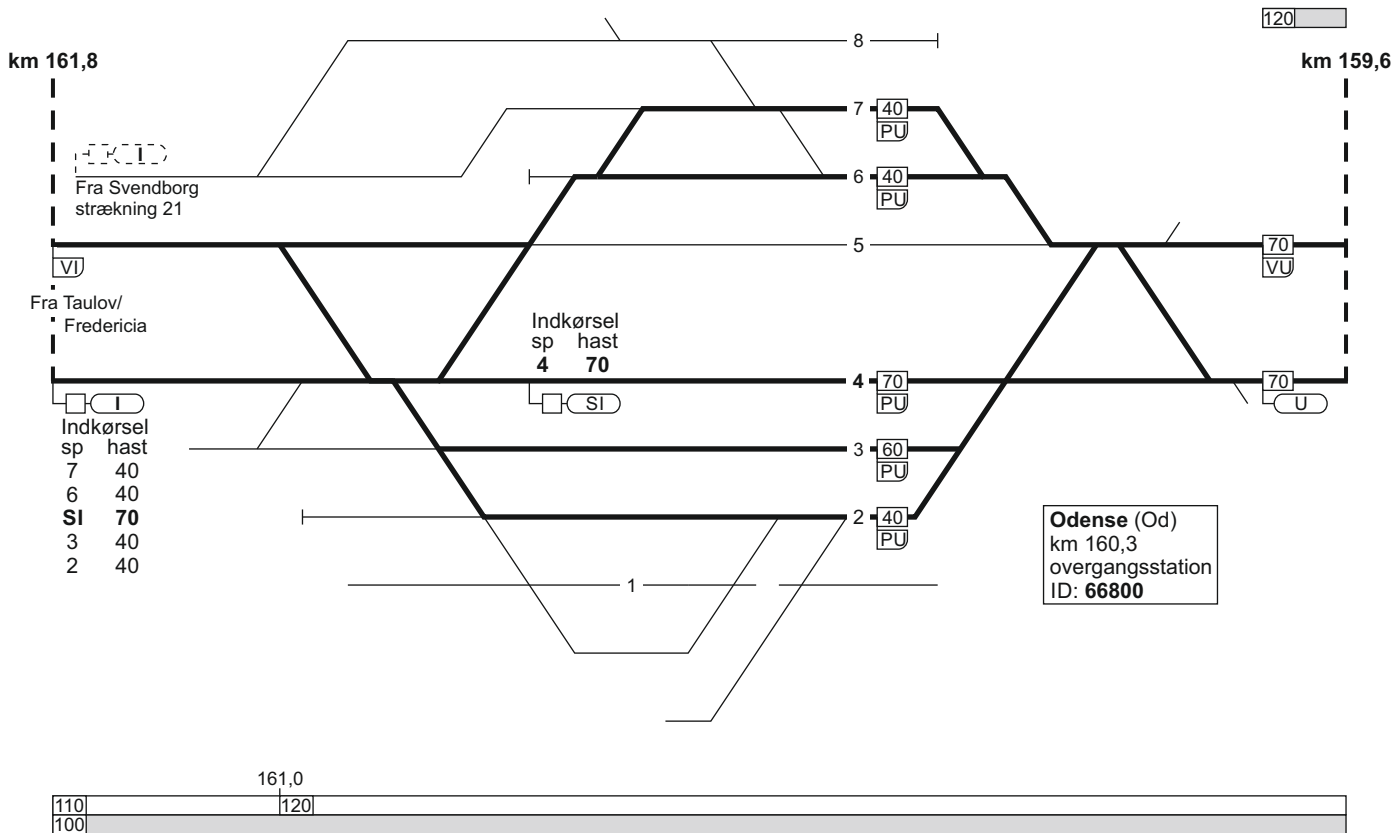 120
km 161,8
km 159,6
8
7 40
PU
I
Fra Svendborg
strækning 21
6 40
PU
5
70
VU
VI
Fra Taulov/
Fredericia
Indkørsel
sp hast
4 70
4 70
PU
70
U
I
SI
Indkørsel
sp hast
7 40
6 40
SI 70
3 40
2 40
3 60
PU
2 40
PU
Odense (Od)
km 160,3
overgangsstation
ID: 66800
1
161,0
110
120
100